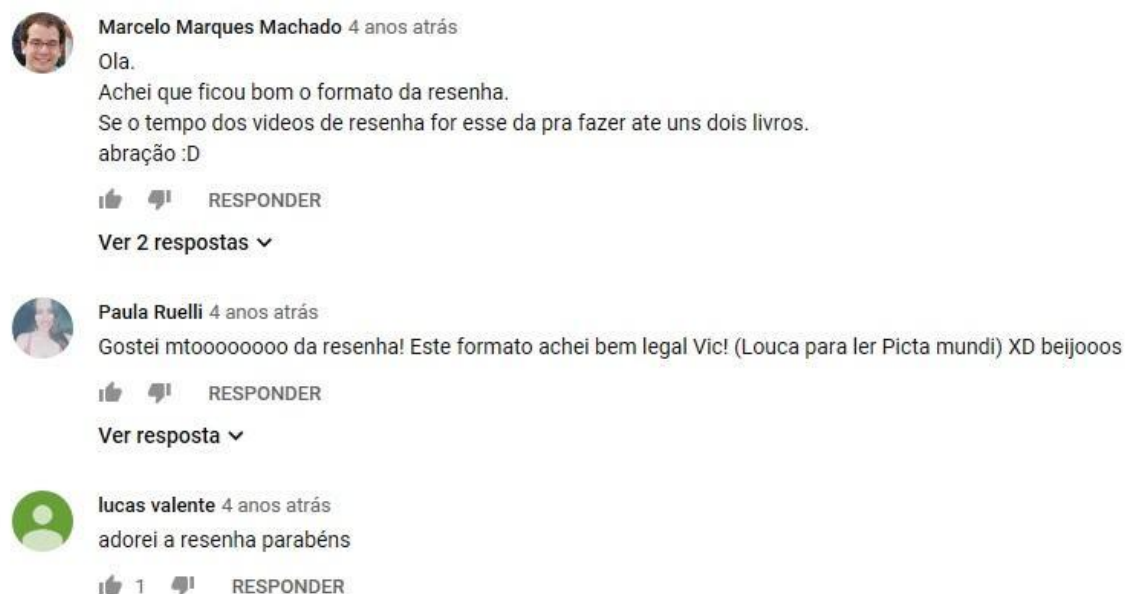 Marcelo Marques Machado 4 anos atrás
Ola.
Achei que ficou bom o formato da resenha.
Se o tempo dos videos de resenha for esse da pra fazer ate uns dois livros.
abração :D
RESPONDER
Ver 2 respostas
Paula Ruelli 4 anos atrás
Gostei mtoooooooo da resenha! Este formato achei bem legal Vic! (Louca para ler Picta mundi) XD beijooos
RESPONDER
Ver resposta
lucas valente 4 anos atrás
adorei a resenha parabéns
1 RESPONDER